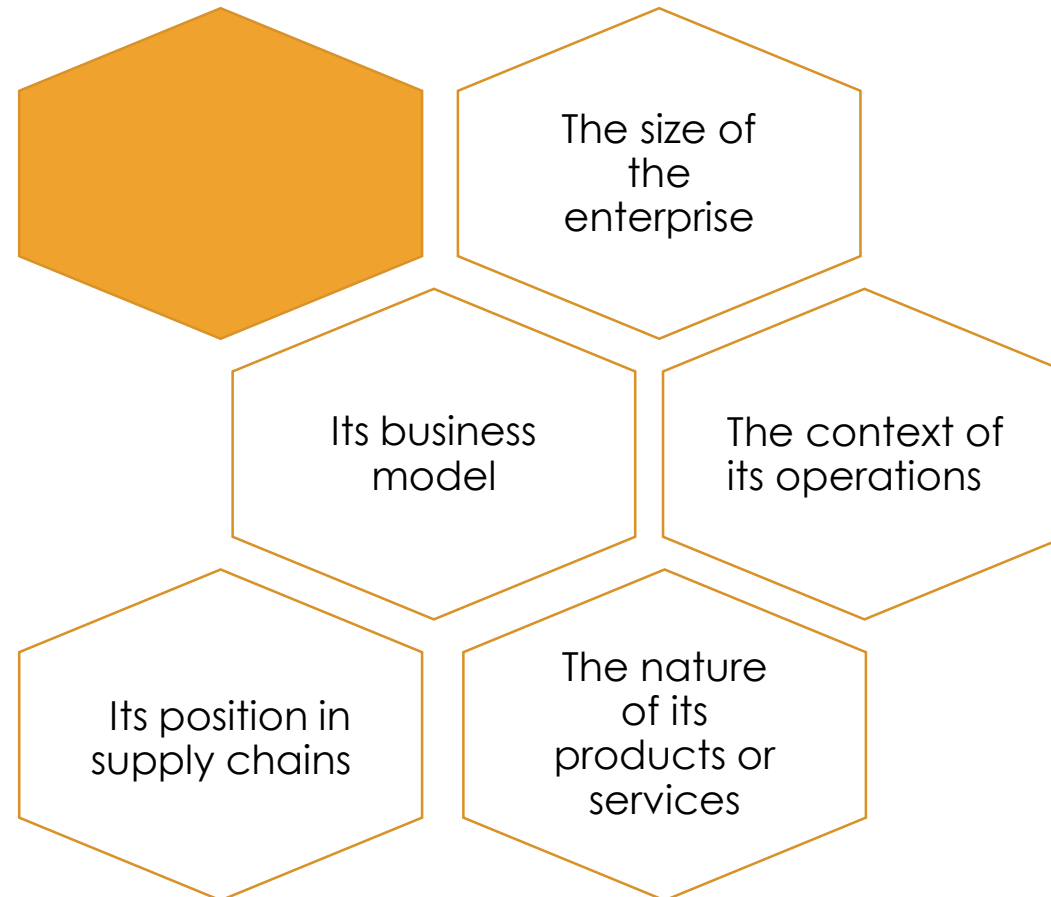 The size of
the
enterprise
Its business
model
The context of
its operations
Its position in
supply chains
The nature
of its
products or
services